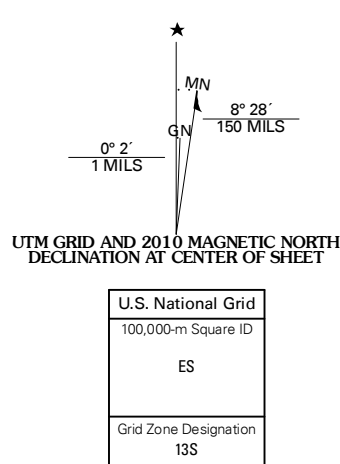 ★
MN
8° 28´
150 MILS
GN
0° 2´
1 MILS
UTM GRID AND 2010 MAGNETIC NORTH
DECLINATION AT CENTER OF SHEET
U.S. National Grid
100,000-m Square ID
ES
Grid Zone Designation
13S